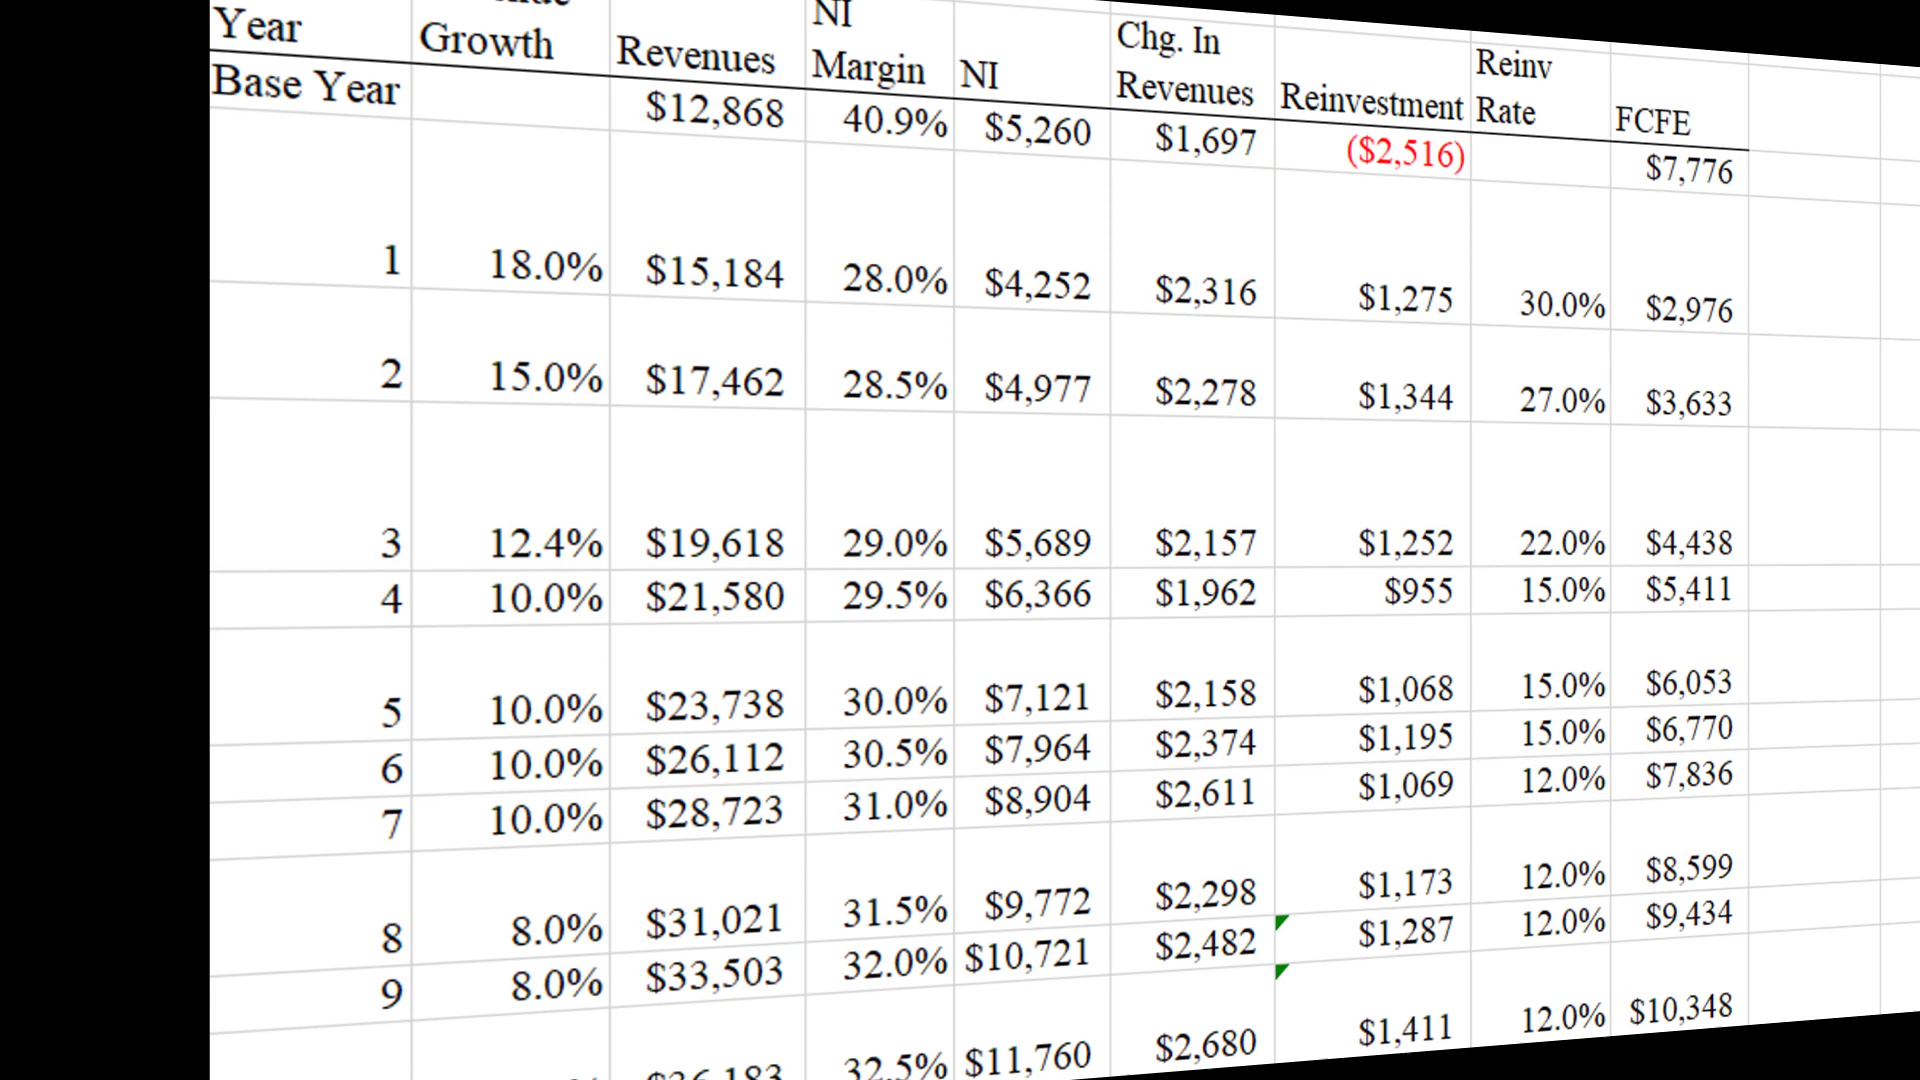 Year Growth Revenues NI Margin NI Chg. In Revenues Reinvestment Reinv Rate FCFE
Base Year $12,868 40.9% $5,260 $1,697 ($2,516) $7,776
1 18.0% $15,184 28.0% $4,252 $2,316 $1,275 30.0% $2,976
2 15.0% $17,462 28.5% $4,977 $2,278 $1,344 27.0% $3,633
3 12.4% $19,618 29.0% $5,689 $2,157 $1,252 22.0% $4,438
4 10.0% $21,580 29.5% $6,366 $1,962 $955 15.0% $5,411
5 10.0% $23,738 30.0% $7,121 $2,158 $1,068 15.0% $6,053
6 10.0% $26,112 30.5% $7,964 $2,374 $1,195 15.0% $6,770
7 10.0% $28,723 31.0% $8,904 $2,611 $1,069 12.0% $7,836
8 8.0% $31,021 31.5% $9,772 $2,298 $1,173 12.0% $8,599
9 8.0% $33,503 32.0% $10,721 $2,482 $1,287 12.0% $9,434
32.5% $11,760 $2,680 $1,411 12.0% $10,348